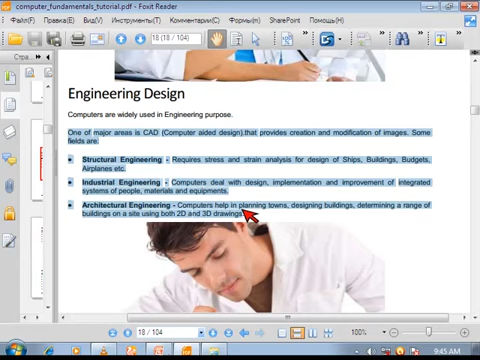 computer_fundamentals_tutorial.pdf - Foxit Reader
Файл(F) Правка(E) Вид(V) Инструменты(T) Комментарии(C) Формы(M) SharePoint Помощь(H)
18 (18 / 104)
Стра...
Engineering Design
Computers are widely used in Engineering purpose.
One of major areas is CAD (Computer aided design).that provides creation and modification of images. Some
fields are:
Structural Engineering - Requires stress and strain analysis for design of Ships, Buildings, Budgets,
Airplanes etc.
Industrial Engineering - Computers deal with design, implementation and improvement of integrated
systems of people, materials and equipments.
Architectural Engineering - Computers help in planning towns, designing buildings, determining a range of
buildings on a site using both 2D and 3D drawings.
18 / 104
100%
9:45 AM